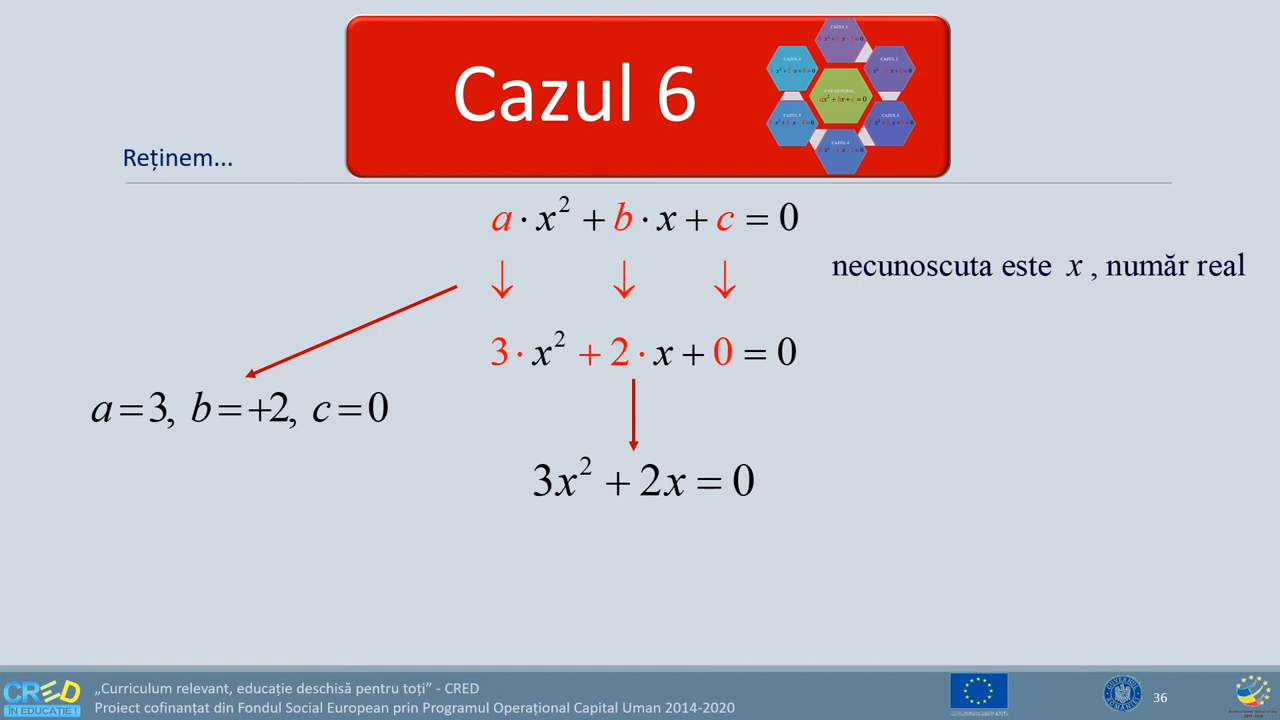 Cazul 6
Reținem...
a · x² + b · x + c = 0
necunoscuta este x , număr real
3 · x² + 2 · x + 0 = 0
a = 3, b = +2, c = 0
3x² + 2x = 0
CRED
ÎN EDUCAȚIE !
„Curriculum relevant, educație deschisă pentru toți” - CRED
Proiect cofinanțat din Fondul Social European prin Programul Operațional Capital Uman 2014-2020
36